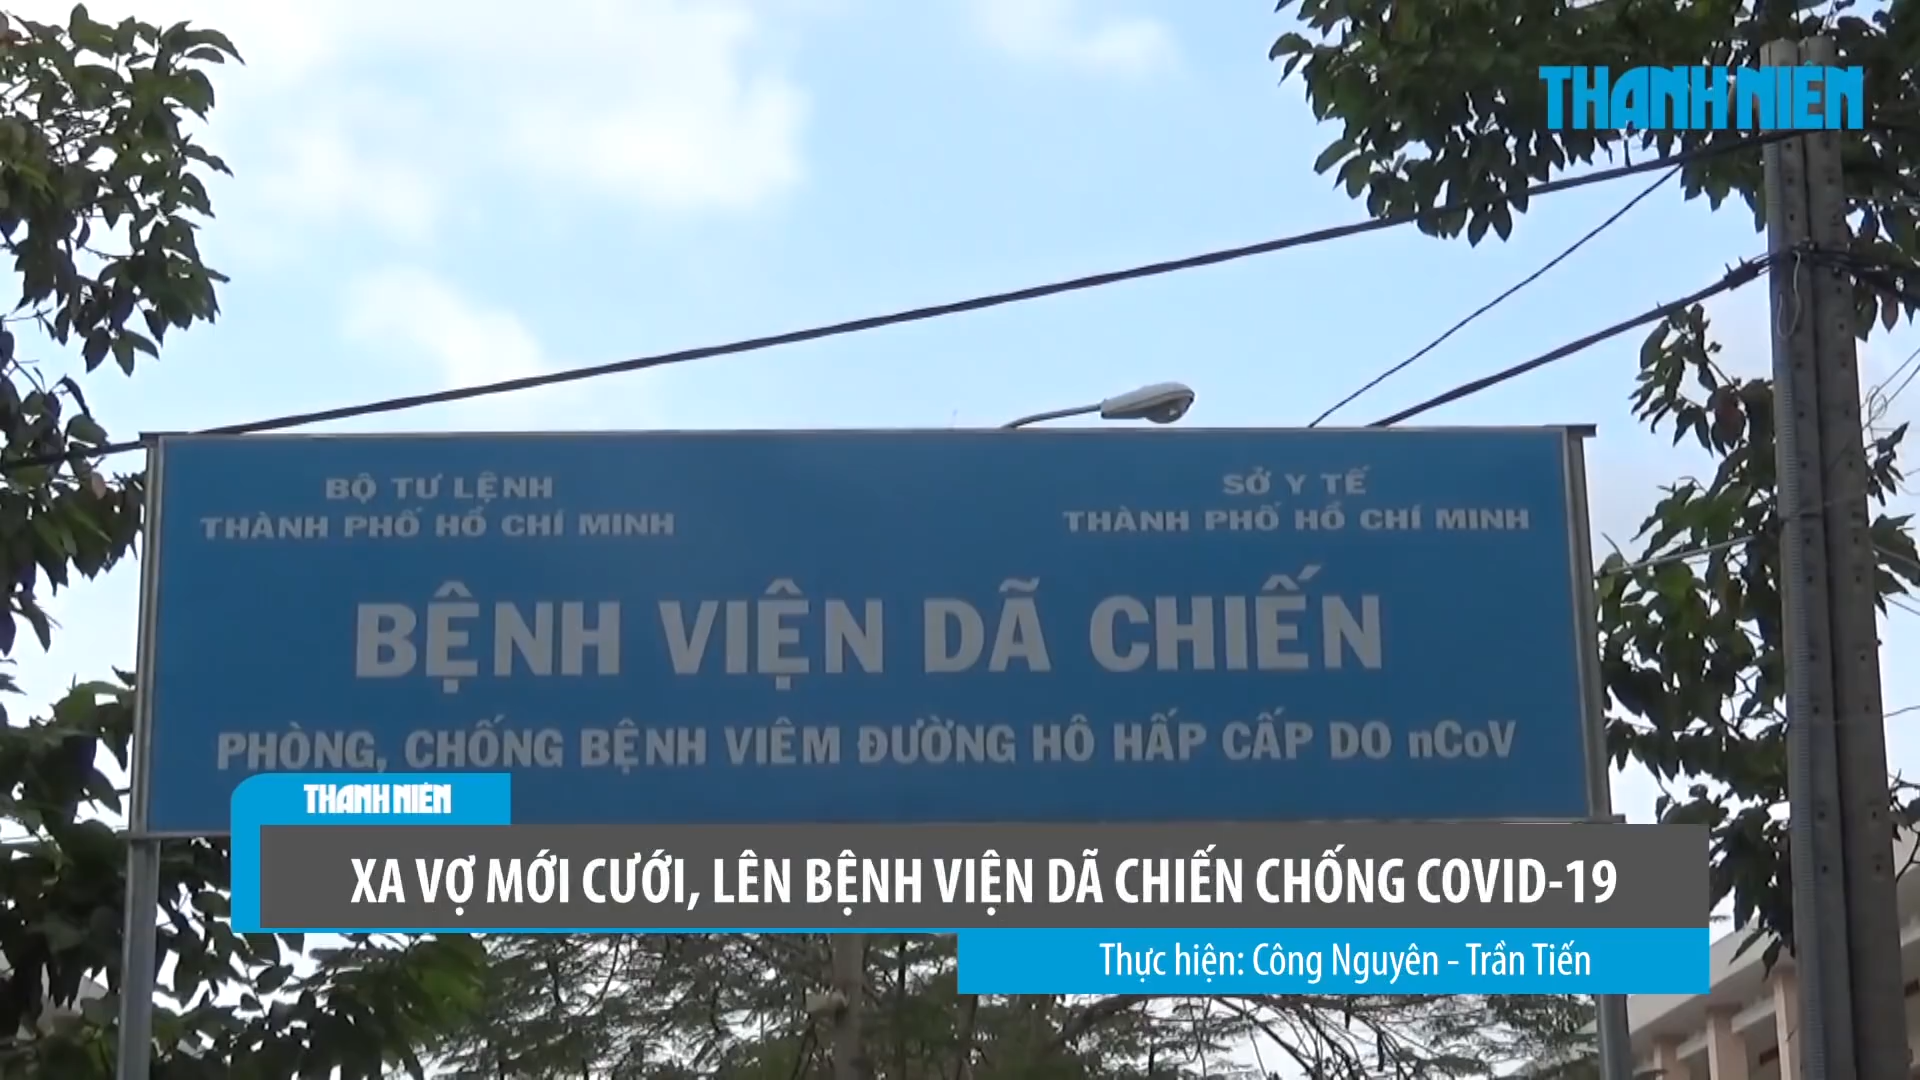 THANH NIÊN
BỘ TƯ LỆNH
THÀNH PHỐ HỒ CHÍ MINH
SỞ Y TẾ
THÀNH PHỐ HỒ CHÍ MINH
BỆNH VIỆN DÃ CHIẾN
PHÒNG, CHỐNG BỆNH VIÊM ĐƯỜNG HÔ HẤP CẤP DO nCoV
THANH NIÊN
XA VỢ MỚI CƯỚI, LÊN BỆNH VIỆN DÃ CHIẾN CHỐNG COVID-19
Thực hiện: Công Nguyên - Trần Tiến